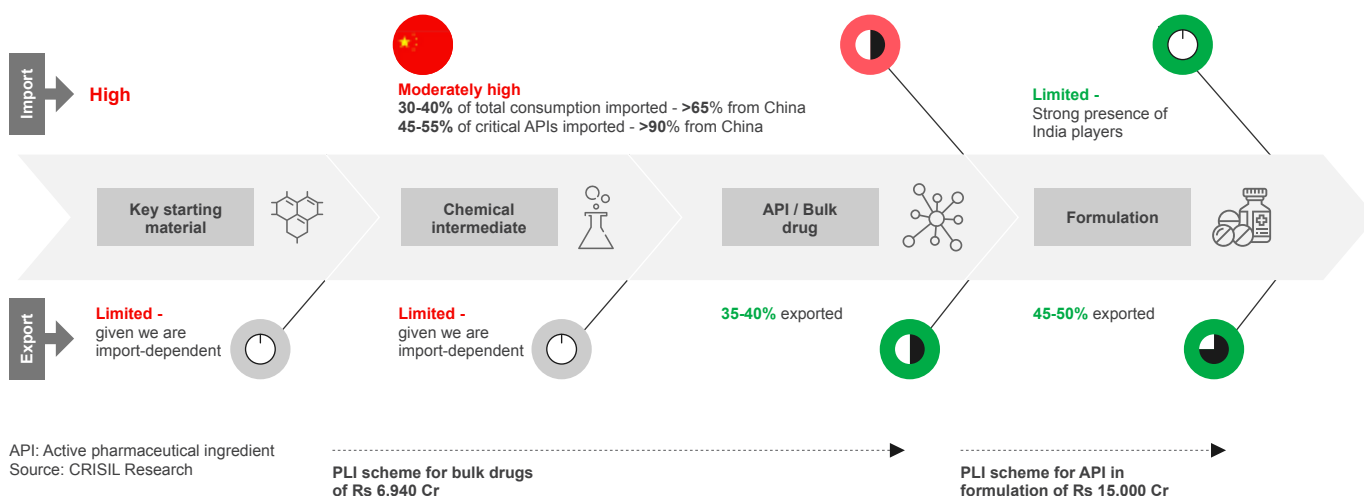 Import
High
Moderately high
30-40% of total consumption imported - >65% from China
45-55% of critical APIs imported - >90% from China
Limited -
Strong presence of
India players
Key starting
material
Chemical
intermediate
API / Bulk
drug
Formulation
Export
Limited -
given we are
import-dependent
Limited -
given we are
import-dependent
35-40% exported
45-50% exported
API: Active pharmaceutical ingredient
Source: CRISIL Research
PLI scheme for bulk drugs
of Rs 6,940 Cr
PLI scheme for API in
formulation of Rs 15,000 Cr